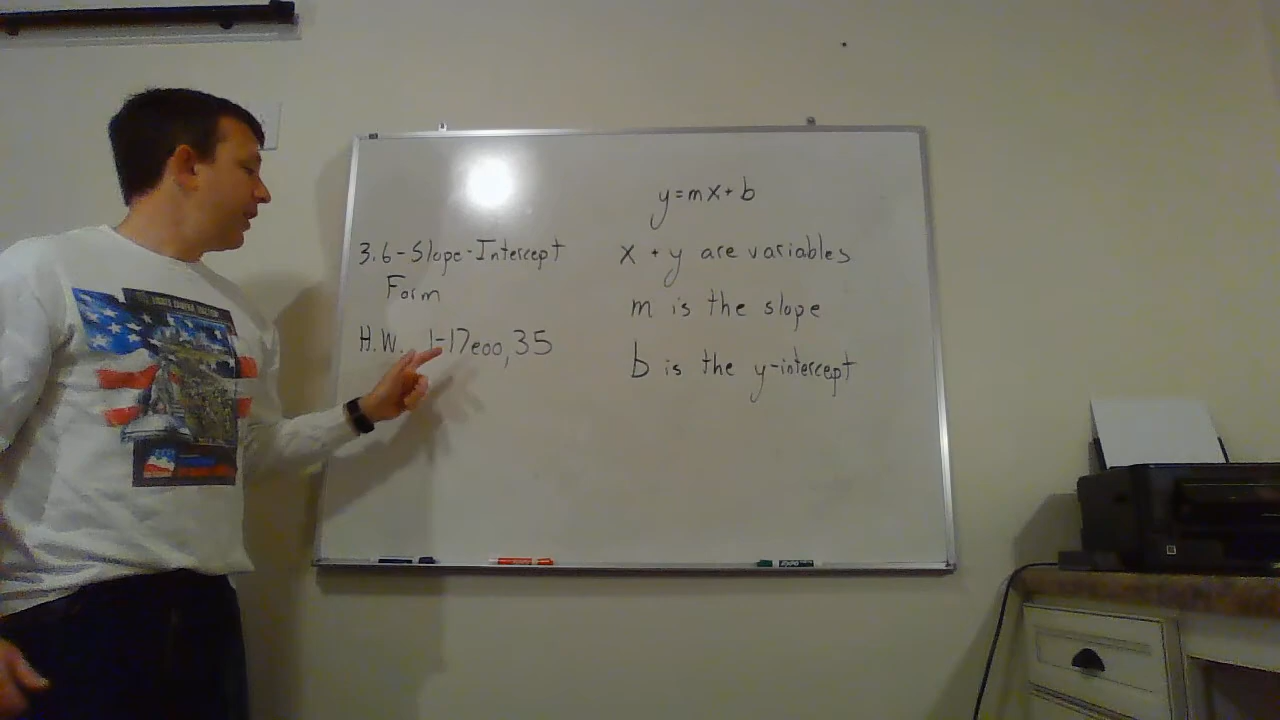 3.6-Slope-Intercept
Form
H.W. 1-17eoo, 35
y=mx+b
x + y are variables
m is the slope
b is the y-intercept